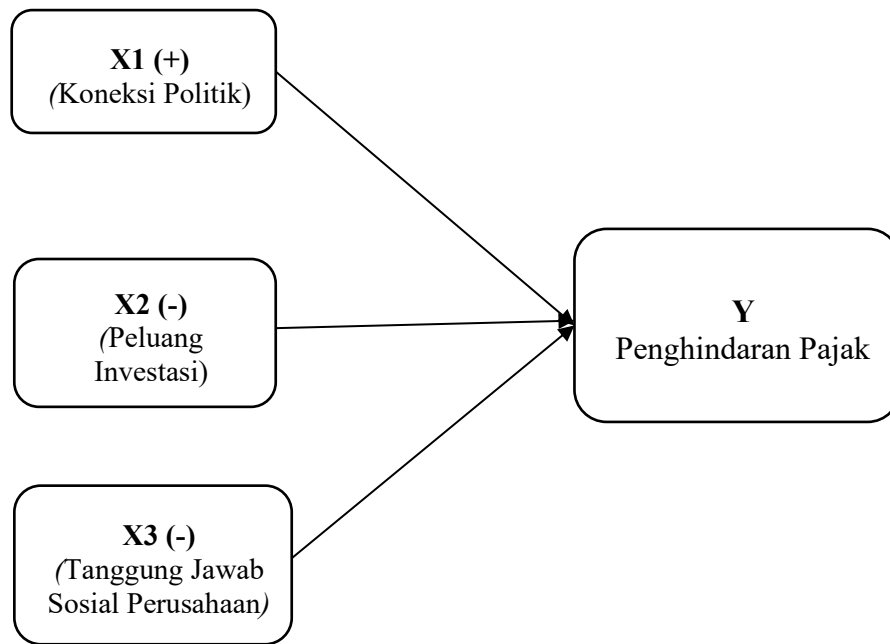 X1 (+)
(Koneksi Politik)
X2 (-)
(Peluang
Investasi)
X3 (-)
(Tanggung Jawab
Sosial Perusahaan)
Y
Penghindaran Pajak